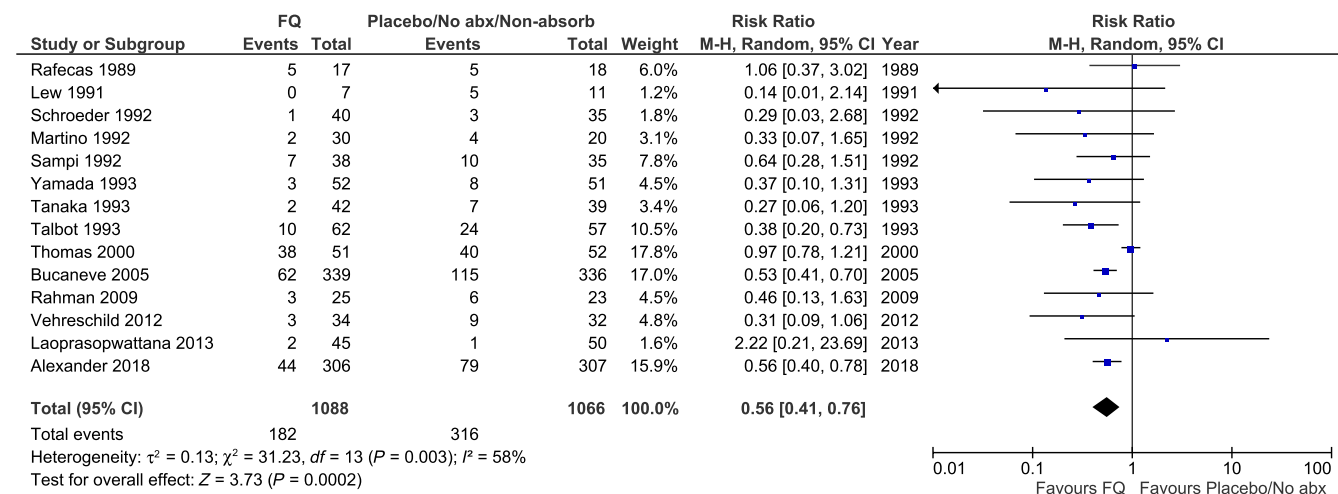 FQ Placebo/No abx/Non-absorb Risk Ratio Risk Ratio
Study or Subgroup Events Total Events Total Weight M-H, Random, 95% CI Year M-H, Random, 95% CI
Rafecas 1989 5 17 5 18 6.0% 1.06 [0.37, 3.02] 1989
Lew 1991 0 7 5 11 1.2% 0.14 [0.01, 2.14] 1991
Schroeder 1992 1 40 3 35 1.8% 0.29 [0.03, 2.68] 1992
Martino 1992 2 30 4 20 3.1% 0.33 [0.07, 1.65] 1992
Sampi 1992 7 38 10 35 7.8% 0.64 [0.28, 1.51] 1992
Yamada 1993 3 52 8 51 4.5% 0.37 [0.10, 1.31] 1993
Tanaka 1993 2 42 7 39 3.4% 0.27 [0.06, 1.20] 1993
Talbot 1993 10 62 24 57 10.5% 0.38 [0.20, 0.73] 1993
Thomas 2000 38 51 40 52 17.8% 0.97 [0.78, 1.21] 2000
Bucaneve 2005 62 339 115 336 17.0% 0.53 [0.41, 0.70] 2005
Rahman 2009 3 25 6 23 4.5% 0.46 [0.13, 1.63] 2009
Vehreschild 2012 3 34 9 32 4.8% 0.31 [0.09, 1.06] 2012
Laoprasopwattana 2013 2 45 1 50 1.6% 2.22 [0.21, 23.69] 2013
Alexander 2018 44 306 79 307 15.9% 0.56 [0.40, 0.78] 2018
Total (95% CI) 1088 1066 100.0% 0.56 [0.41, 0.76]
Total events 182 316
Heterogeneity: τ² = 0.13; χ² = 31.23, df = 13 (P = 0.003); I² = 58%
Test for overall effect: Z = 3.73 (P = 0.0002)
0.01 0.1 1 10 100
Favours FQ Favours Placebo/No abx